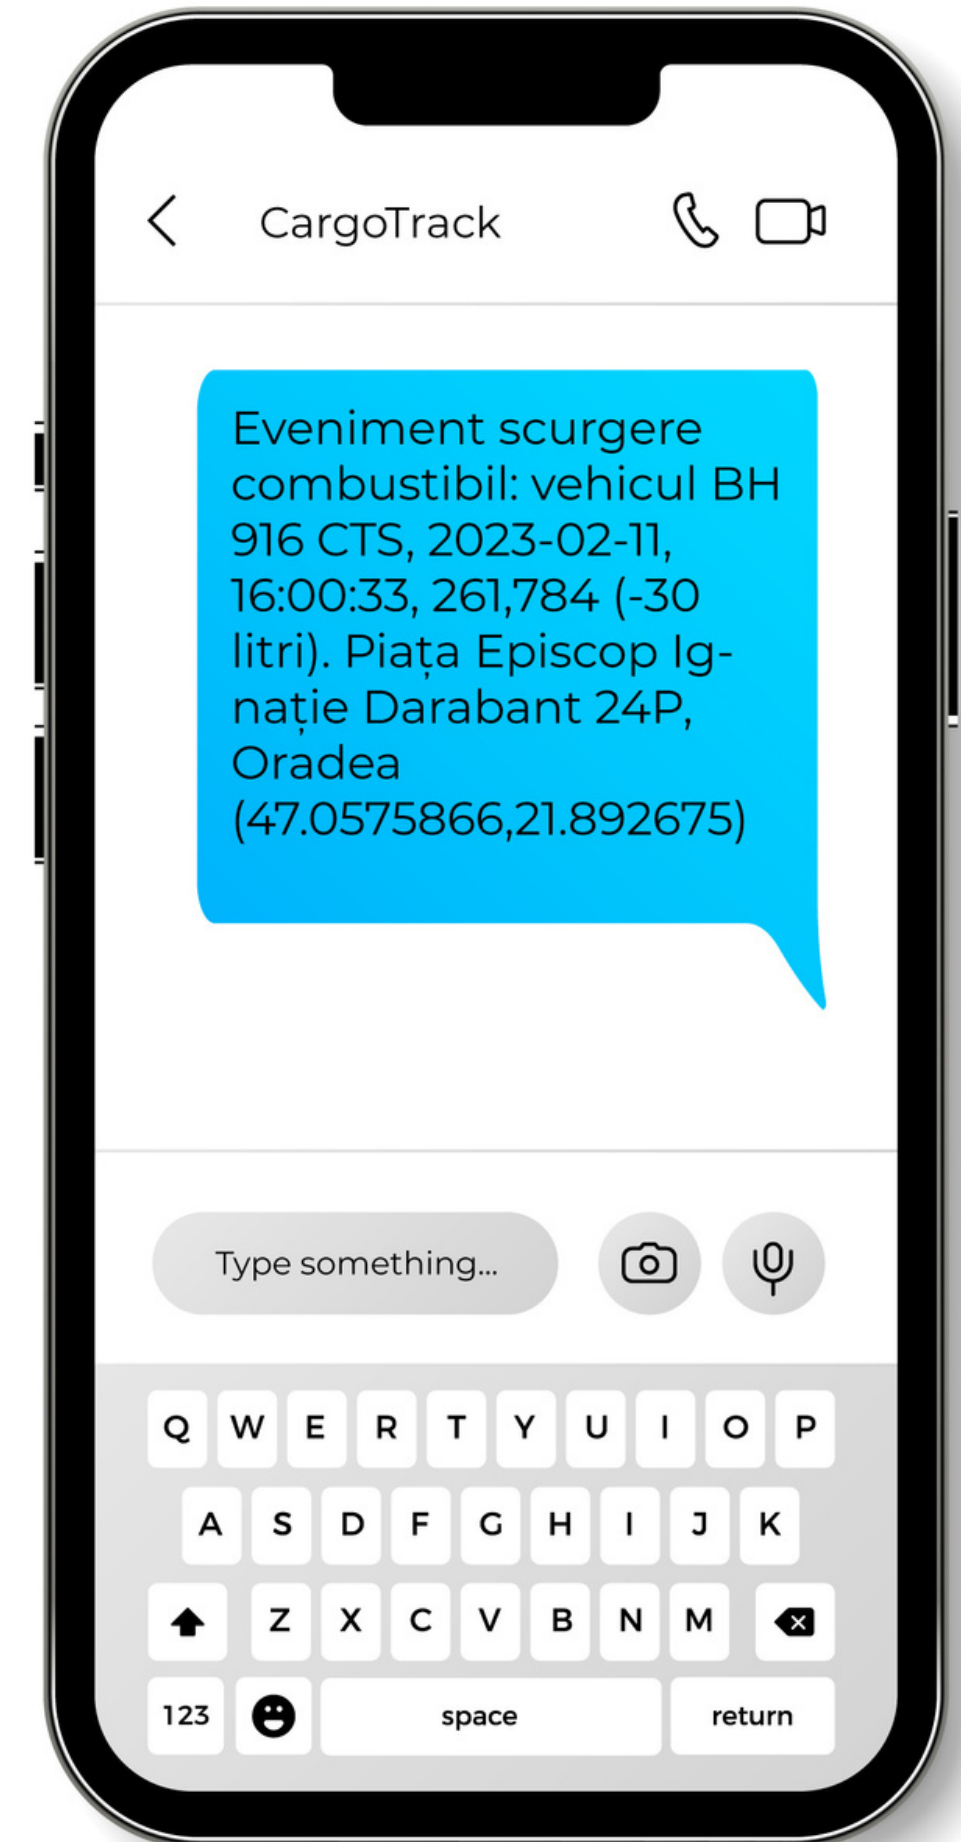 CargoTrack
Eveniment scurgere
combustibil: vehicul BH
916 CTS, 2023-02-11,
16:00:33, 261,784 (-30
litri). Piața Episcop Ig-
nație Darabant 24P,
Oradea
(47.0575866,21.892675)
Type something...
Q W E R T Y U I O P
A S D F G H I J K
Z X C V B N M
123 space return